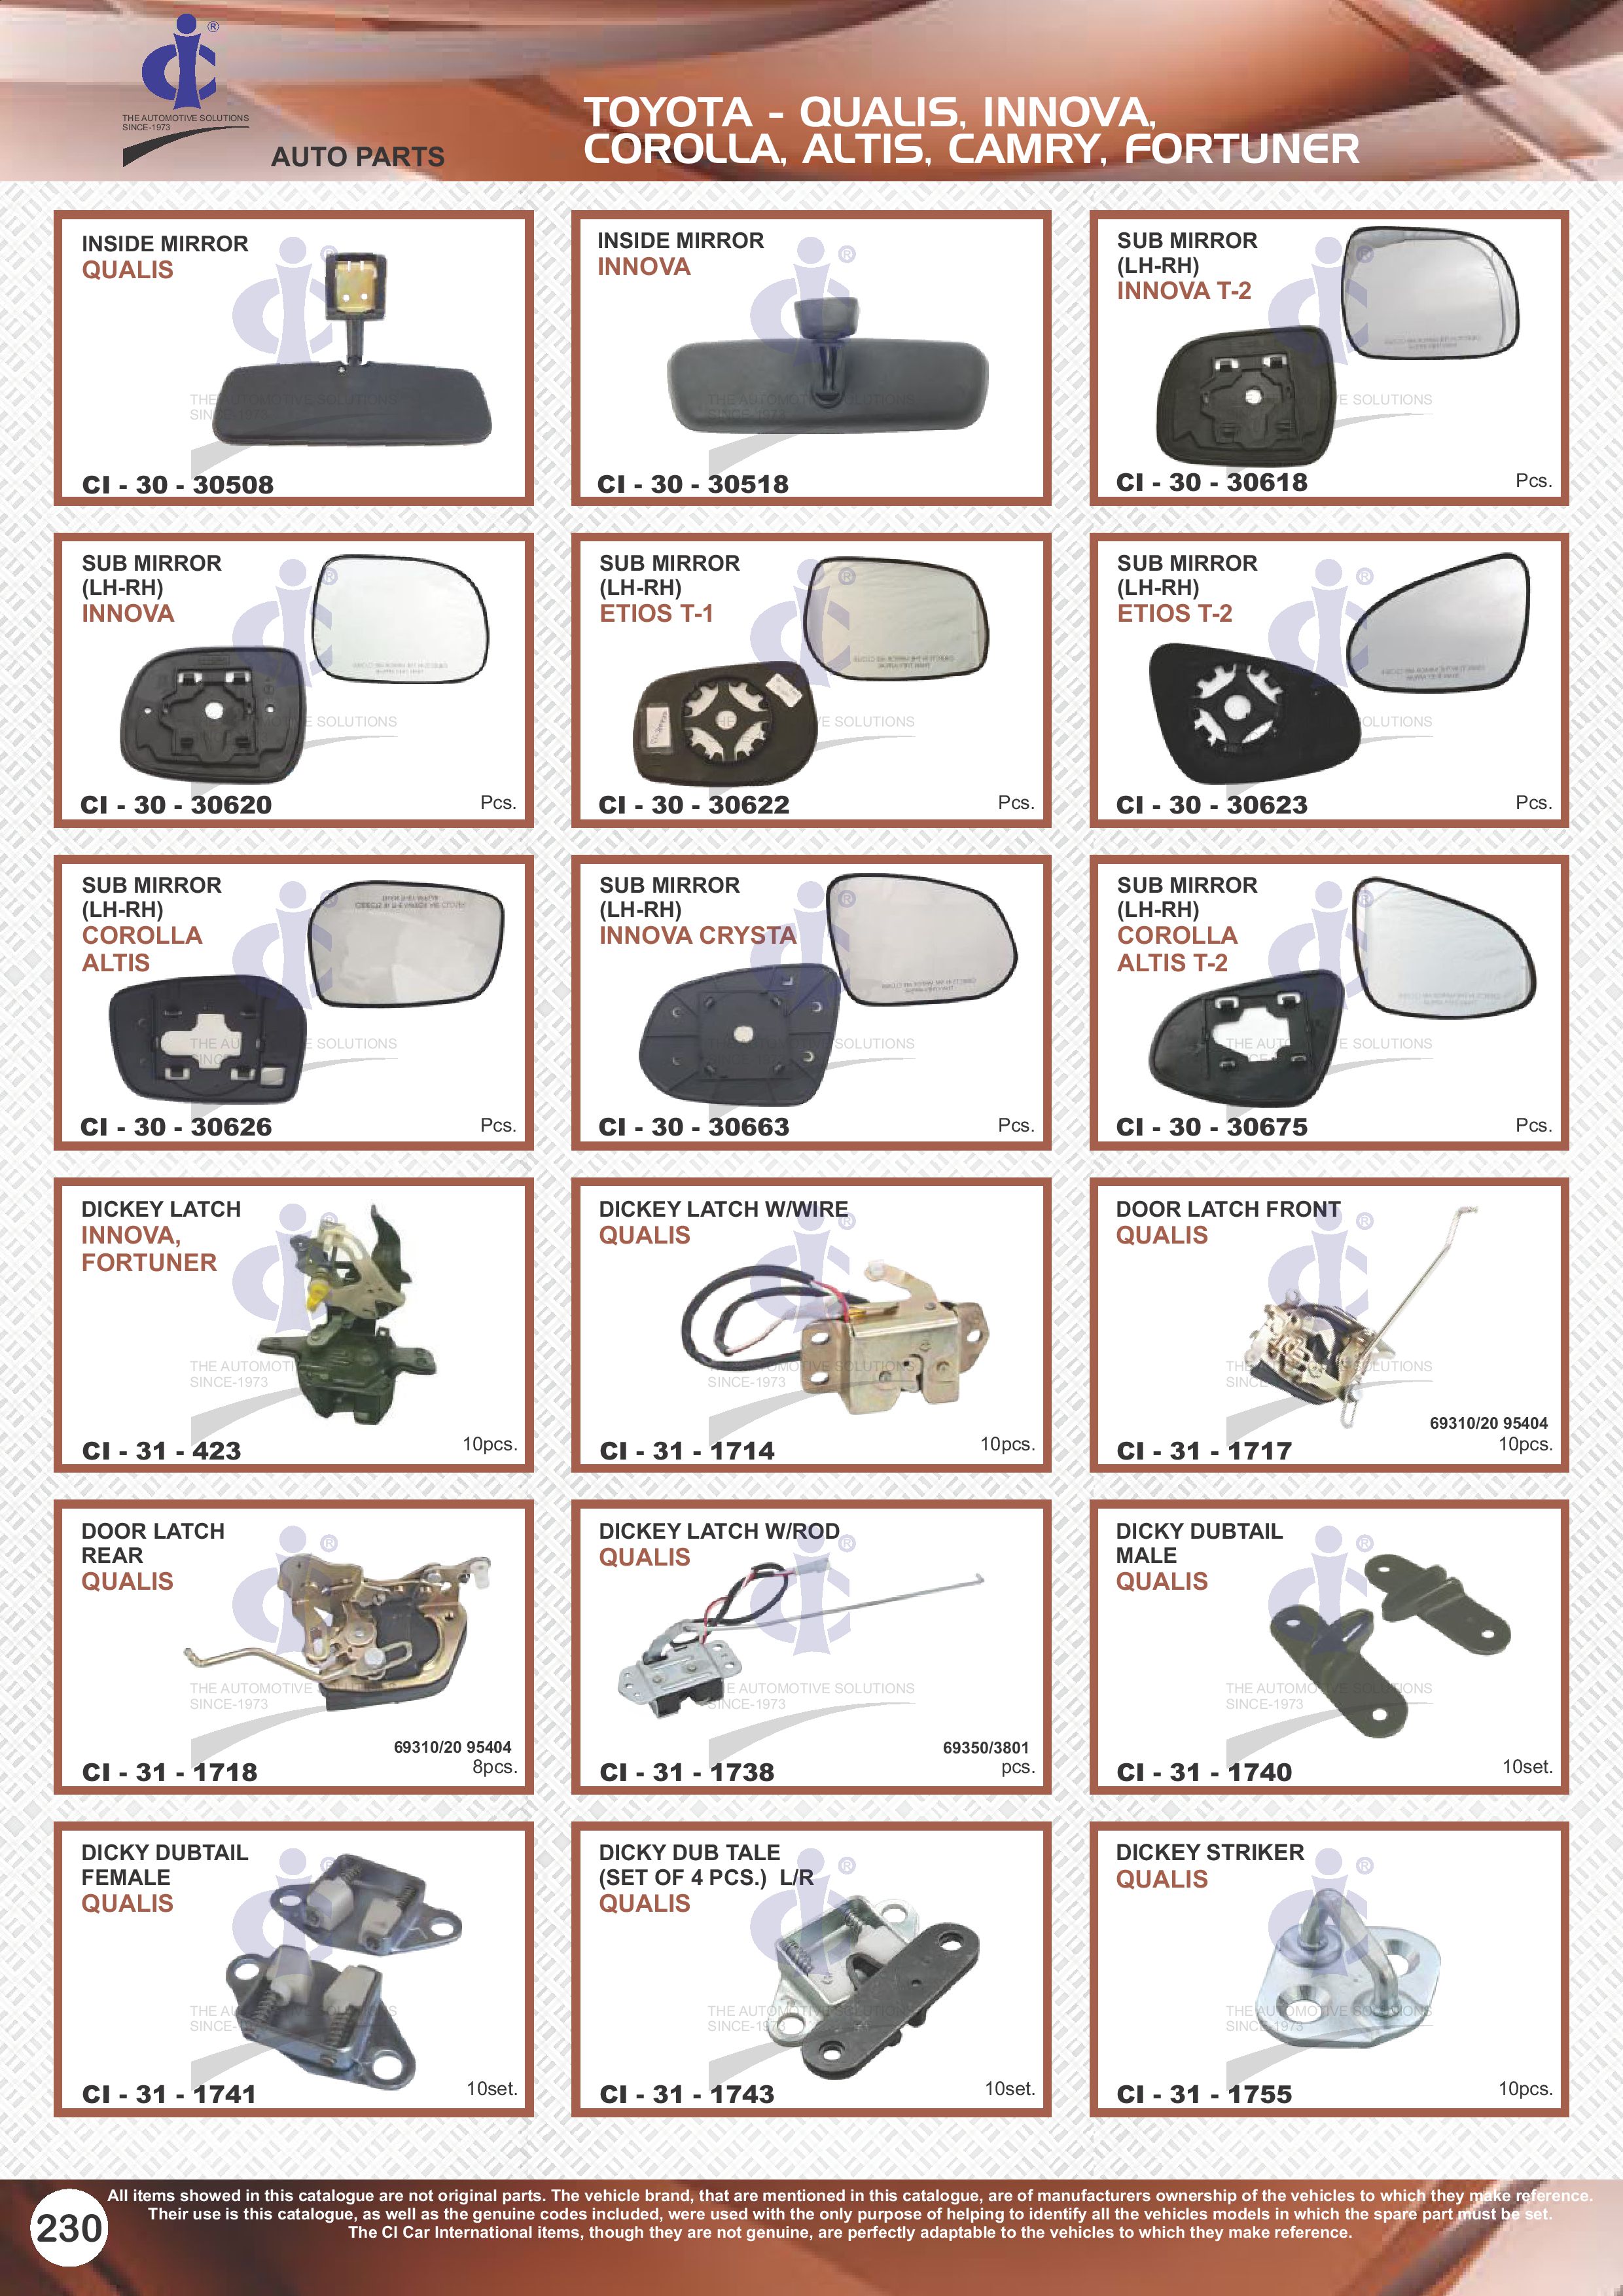 ®
THE AUTOMOTIVE SOLUTIONS
SINCE-1973
AUTO PARTS
TOYOTA - QUALIS, INNOVA,
COROLLA, ALTIS, CAMRY, FORTUNER
INSIDE MIRROR
QUALIS
CI - 30 - 30508
INSIDE MIRROR
INNOVA
CI - 30 - 30518
SUB MIRROR
(LH-RH)
INNOVA T-2
CI - 30 - 30618
Pcs.
SUB MIRROR
(LH-RH)
INNOVA
CI - 30 - 30620
Pcs.
SUB MIRROR
(LH-RH)
ETIOS T-1
CI - 30 - 30622
Pcs.
SUB MIRROR
(LH-RH)
ETIOS T-2
CI - 30 - 30623
Pcs.
SUB MIRROR
(LH-RH)
COROLLA
ALTIS
CI - 30 - 30626
Pcs.
SUB MIRROR
(LH-RH)
INNOVA CRYSTA
CI - 30 - 30663
Pcs.
SUB MIRROR
(LH-RH)
COROLLA
ALTIS T-2
CI - 30 - 30675
Pcs.
DICKEY LATCH
INNOVA,
FORTUNER
CI - 31 - 423
10pcs.
DICKEY LATCH W/WIRE
QUALIS
CI - 31 - 1714
10pcs.
DOOR LATCH FRONT
QUALIS
69310/20 95404
CI - 31 - 1717
10pcs.
DOOR LATCH
REAR
QUALIS
69310/20 95404
CI - 31 - 1718
8pcs.
DICKEY LATCH W/ROD
QUALIS
69350/3801
CI - 31 - 1738
pcs.
DICKY DUBTAIL
MALE
QUALIS
CI - 31 - 1740
10set.
DICKY DUBTAIL
FEMALE
QUALIS
CI - 31 - 1741
10set.
DICKY DUB TALE
(SET OF 4 PCS.) L/R
QUALIS
CI - 31 - 1743
10set.
DICKEY STRIKER
QUALIS
CI - 31 - 1755
10pcs.
230
All items showed in this catalogue are not original parts. The vehicle brand, that are mentioned in this catalogue, are of manufacturers ownership of the vehicles to which they make reference.
Their use is this catalogue, as well as the genuine codes included, were used with the only purpose of helping to identify all the vehicles models in which the spare part must be set.
The CI Car International items, though they are not genuine, are perfectly adaptable to the vehicles to which they make reference.